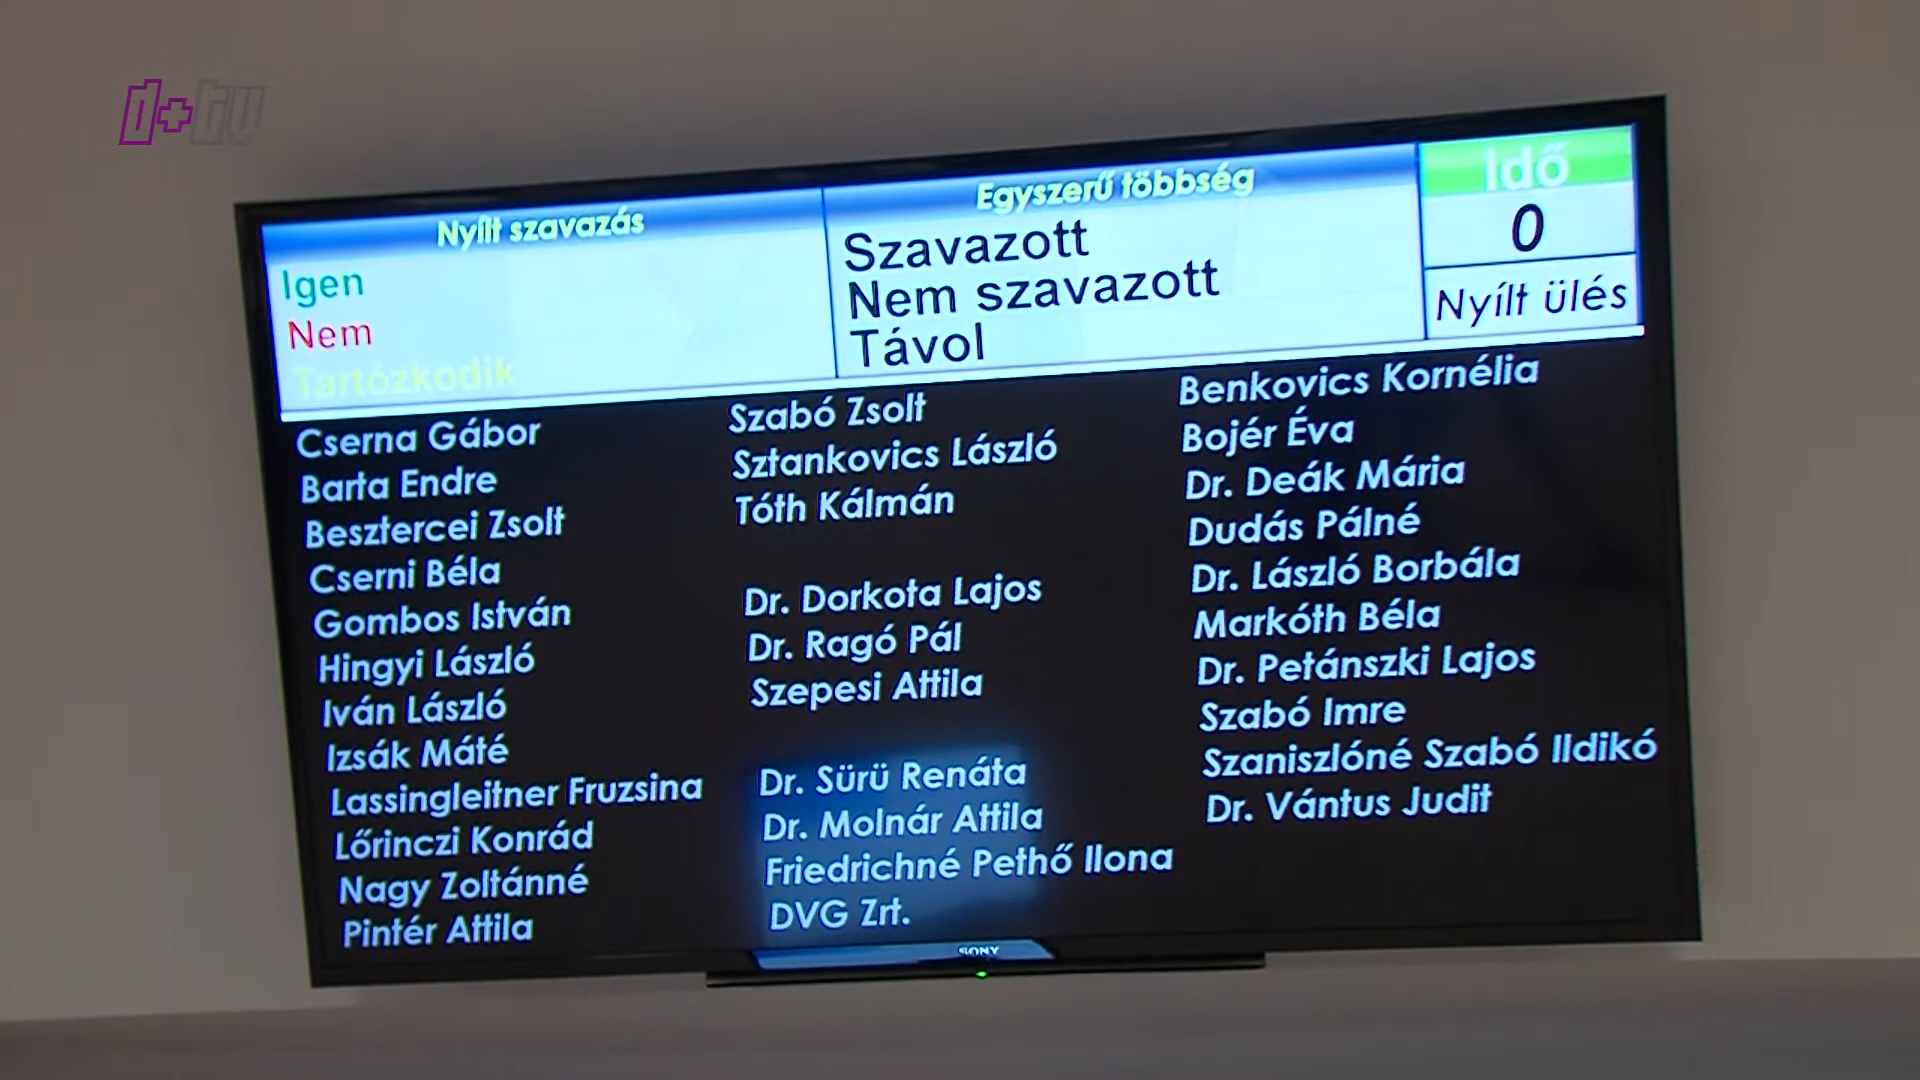 d+tv
Nyílt szavazás
Igen
Nem
Tartózkodik
Egyszerű többség
Szavazott
Nem szavazott
Távol
Idő
0
Nyílt ülés
Cserna Gábor
Barta Endre
Besztercei Zsolt
Cserni Béla
Gombos István
Hingyi László
Iván László
Izsák Máté
Lassingleitner Fruzsina
Lőrinczi Konrád
Nagy Zoltánné
Pintér Attila
Szabó Zsolt
Sztankovics László
Tóth Kálmán
Dr. Dorkota Lajos
Dr. Ragó Pál
Szepesi Attila
Dr. Sürü Renáta
Dr. Molnár Attila
Friedrichné Pethő Ilona
DVG Zrt.
Benkovics Kornélia
Bojér Éva
Dr. Deák Mária
Dudás Pálné
Dr. László Borbála
Markóth Béla
Dr. Petánszki Lajos
Szabó Imre
Szaniszlóné Szabó Ildikó
Dr. Vántus Judit
SONY